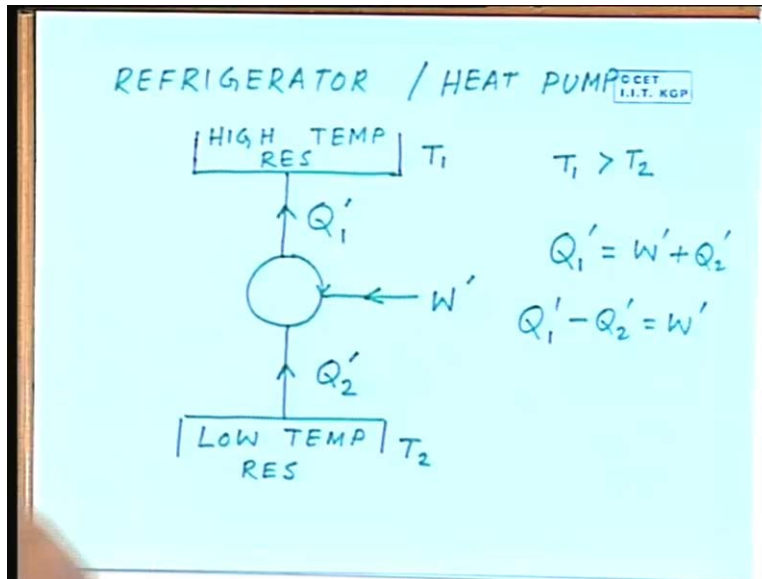 REFRIGERATOR / HEAT PUMP
© CET
I.I.T. KGP
HIGH TEMP
RES
T₁
T₁ > T₂
Q₁′
Q₁′ = W′ + Q₂′
W′
Q₁′ − Q₂′ = W′
Q₂′
LOW TEMP
RES
T₂